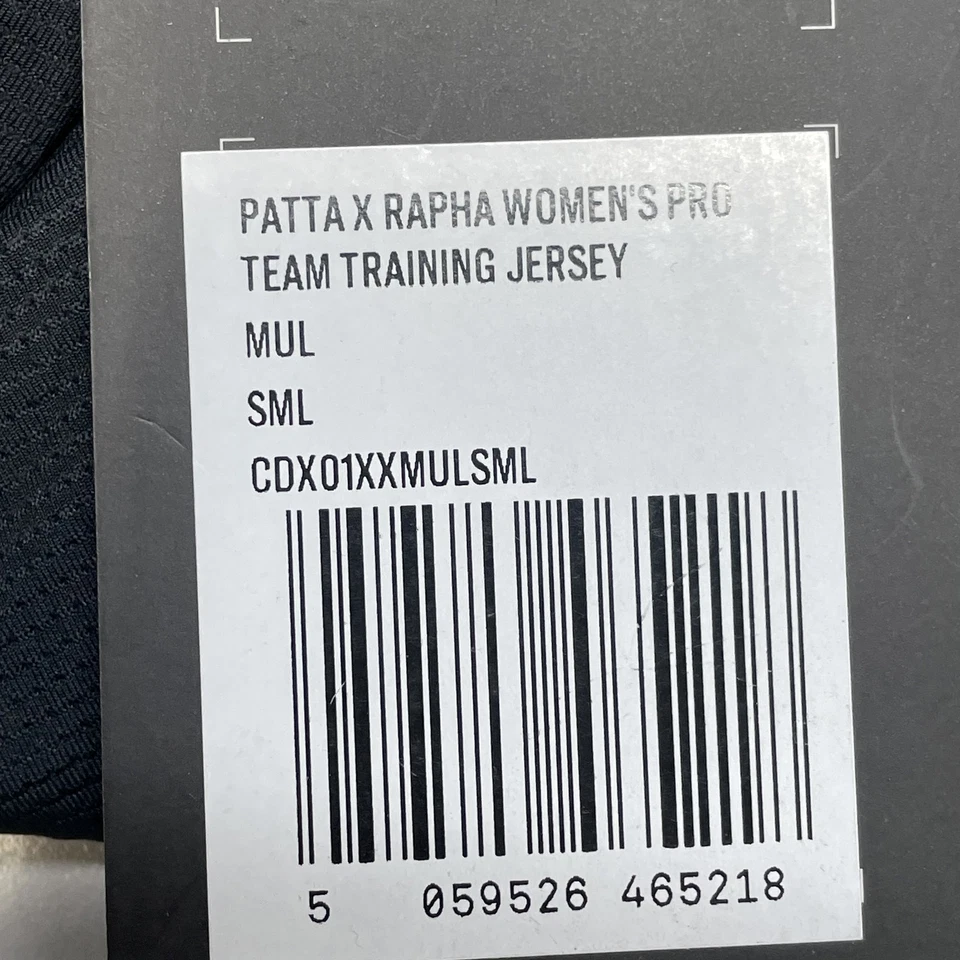 PATTA X RAPHA WOMEN'S PRO
TEAM TRAINING JERSEY
MUL
SML
CDX01XXMULSML
5 059526 465218